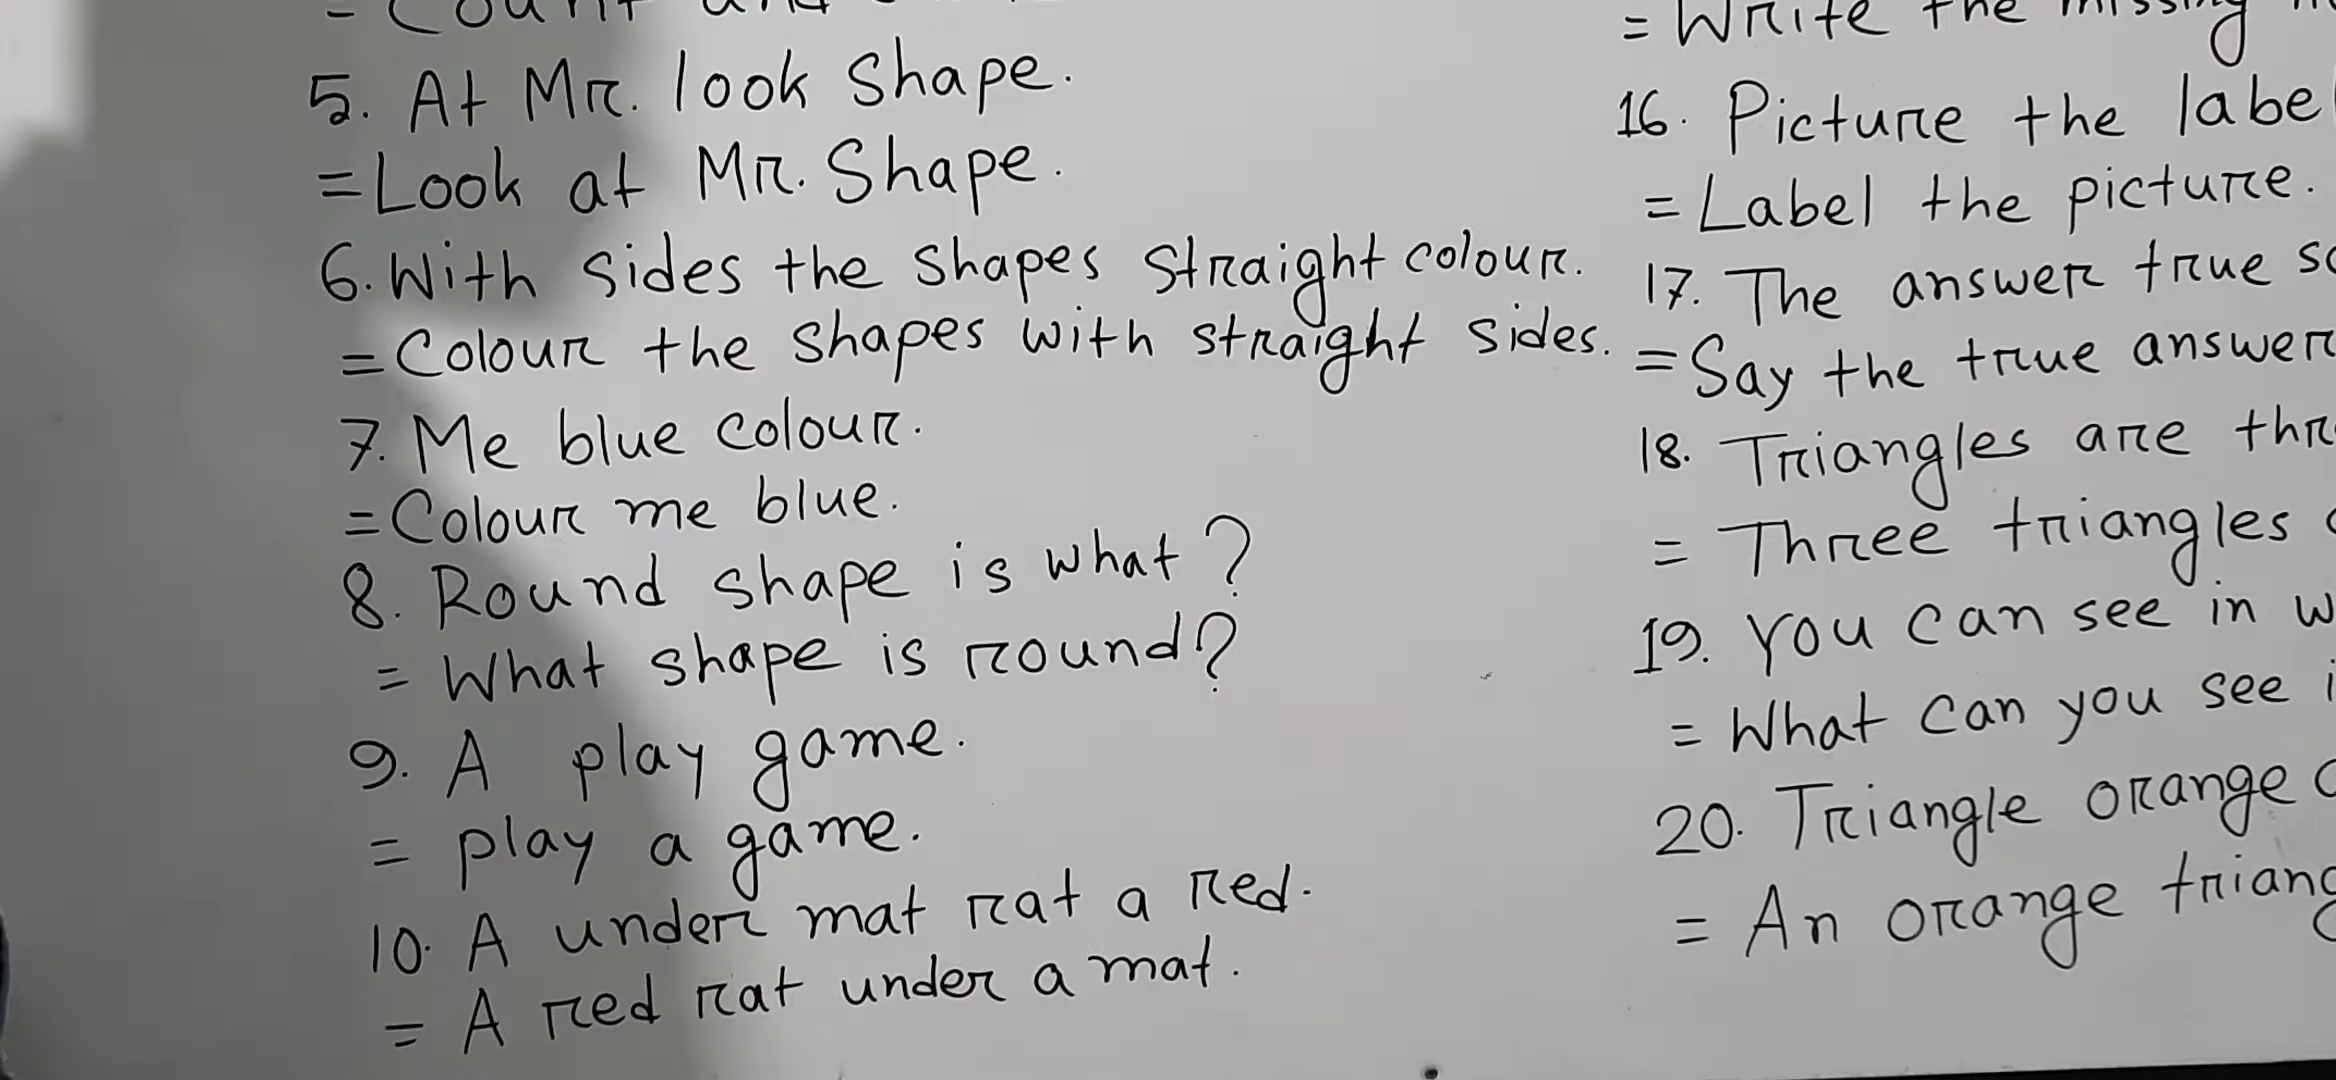 5. At Mr. look Shape.
= Look at Mr. Shape.
6. With sides the shapes straight colour.
= Colour the shapes with straight sides.
7. Me blue colour.
= Colour me blue.
8. Round shape is what?
= What shape is round?
9. A play game.
= play a game.
10. A under mat rat a red.
= A red rat under a mat.
= Write the missing
16. Picture the label
= Label the picture.
17. The answer true
= Say the true answer
18. Triangles are
= Three triangles
19. You can see in
= What can you see
20. Triangle orange
= An orange